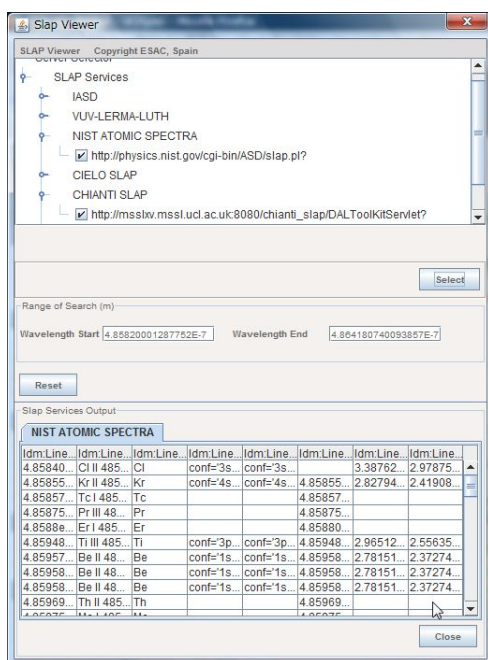 Slap Viewer
SLAP Viewer Copyright ESAC, Spain
Server Selector
SLAP Services
IASD
VUV-LERMA-LUTH
NIST ATOMIC SPECTRA
http://physics.nist.gov/cgi-bin/ASD/slap.pl?
CIELO SLAP
CHIANTI SLAP
http://msslxv.mssl.ucl.ac.uk:8080/chianti_slap/DALToolKitServlet?
Select
Range of Search (m)
Wavelength Start 4.85820001287752E-7 Wavelength End 4.864180740093857E-7
Reset
Slap Services Output
NIST ATOMIC SPECTRA
ldm:Line... ldm:Line... ldm:Line... ldm:Line... ldm:Line... ldm:Line... ldm:Line... ldm:Line...
4.85840... Cl II 485... Cl conf='3s... conf='3s... 3.38762... 2.97875...
4.85855... Kr II 485... Kr conf='4s... conf='4s... 4.85855... 2.82794... 2.41908...
4.85857... Tc I 485... Tc 4.85857...
4.85875... Pr III 48... Pr 4.85875...
4.8588e... Er I 485... Er 4.85880...
4.85948... Ti III 485... Ti conf='3p... conf='3p... 4.85948... 2.96512... 2.55635...
4.85957... Be II 48... Be conf='1s... conf='1s... 4.85958... 2.78151... 2.37274...
4.85958... Be II 48... Be conf='1s... conf='1s... 4.85958... 2.78151... 2.37274...
4.85958... Be II 48... Be conf='1s... conf='1s... 4.85958... 2.78151... 2.37274...
4.85969... Th II 485... Th 4.85969...
Close